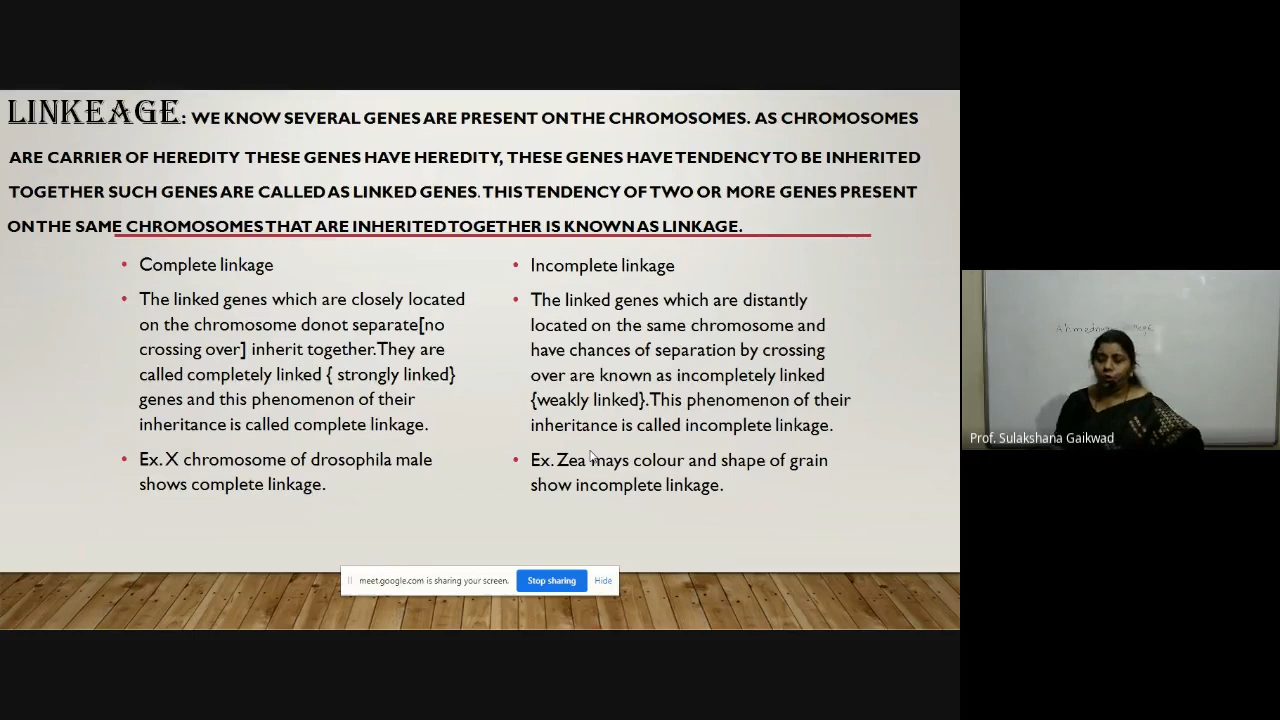 LINKEAGE: WE KNOW SEVERAL GENES ARE PRESENT ON THE CHROMOSOMES. AS CHROMOSOMES
ARE CARRIER OF HEREDITY THESE GENES HAVE HEREDITY, THESE GENES HAVE TENDENCY TO BE INHERITED
TOGETHER SUCH GENES ARE CALLED AS LINKED GENES. THIS TENDENCY OF TWO OR MORE GENES PRESENT
ON THE SAME CHROMOSOMES THAT ARE INHERITED TOGETHER IS KNOWN AS LINKAGE.
• Complete linkage
• The linked genes which are closely located
on the chromosome donot separate[no
crossing over] inherit together. They are
called completely linked { strongly linked}
genes and this phenomenon of their
inheritance is called complete linkage.
• Ex. X chromosome of drosophila male
shows complete linkage.
• Incomplete linkage
• The linked genes which are distantly
located on the same chromosome and
have chances of separation by crossing
over are known as incompletely linked
{weakly linked}. This phenomenon of their
inheritance is called incomplete linkage.
• Ex. Zea mays colour and shape of grain
show incomplete linkage.
meet.google.com is sharing your screen.
Stop sharing
Hide
Prof. Sulakshana Gaikwad